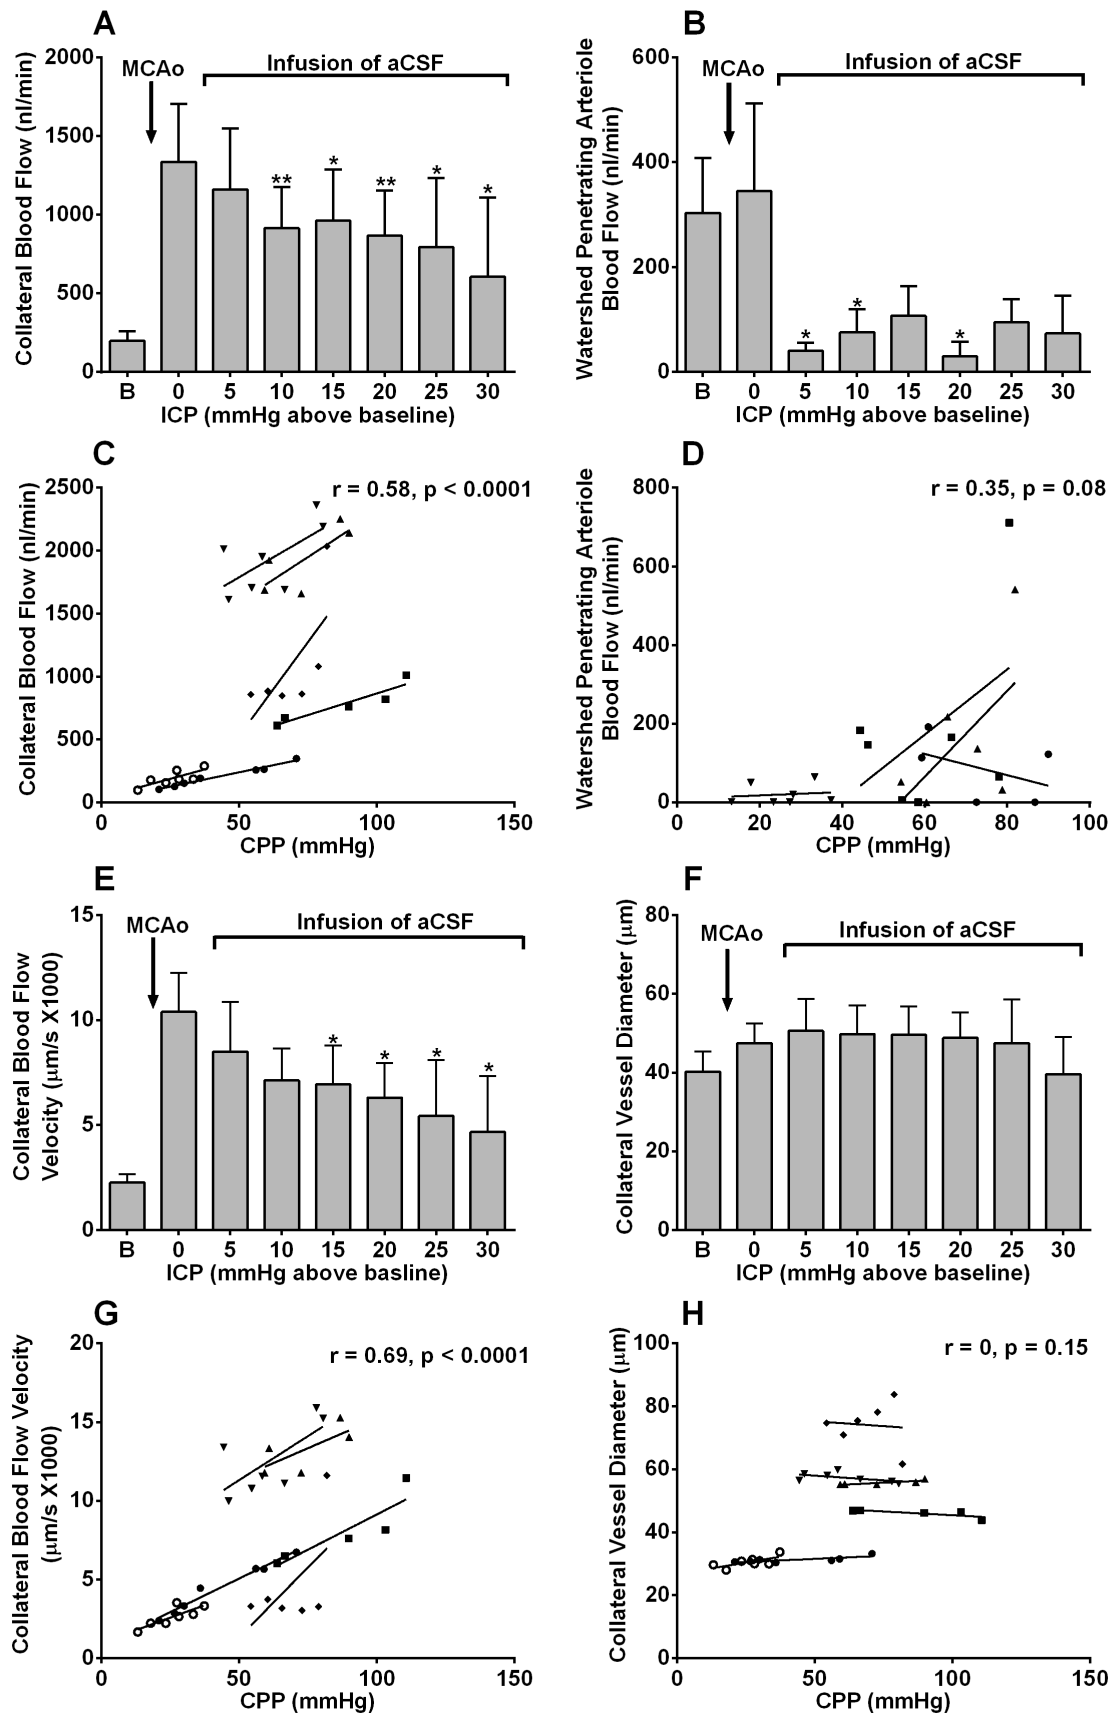 A
Collateral Blood Flow (nl/min)
2000
1500
1000
500
0
MCAo
Infusion of aCSF
**
*
**
*
*
B 0 5 10 15 20 25 30
ICP (mmHg above baseline)
B
Watershed Penetrating Arteriole
Blood Flow (nl/min)
600
400
200
0
MCAo
Infusion of aCSF
*
*
*
B 0 5 10 15 20 25 30
ICP (mmHg above baseline)
C
Collateral Blood Flow (nl/min)
2500
2000
1500
1000
500
0
r = 0.58, p < 0.0001
0 50 100 150
CPP (mmHg)
D
Watershed Penetrating Arteriole
Blood Flow (nl/min)
800
600
400
200
0
r = 0.35, p = 0.08
0 20 40 60 80 100
CPP (mmHg)
E
Collateral Blood Flow
Velocity (µm/s X1000)
15
10
5
0
MCAo
Infusion of aCSF
*
*
*
*
B 0 5 10 15 20 25 30
ICP (mmHg above basline)
F
Collateral Vessel Diameter (µm)
80
60
40
20
0
MCAo
Infusion of aCSF
B 0 5 10 15 20 25 30
ICP (mmHg above baseline)
G
Collateral Blood Flow Velocity
(µm/s X1000)
20
15
10
5
0
r = 0.69, p < 0.0001
0 50 100 150
CPP (mmHg)
H
Collateral Vessel Diameter (µm)
100
80
60
40
20
0
r = 0, p = 0.15
0 50 100 150
CPP (mmHg)